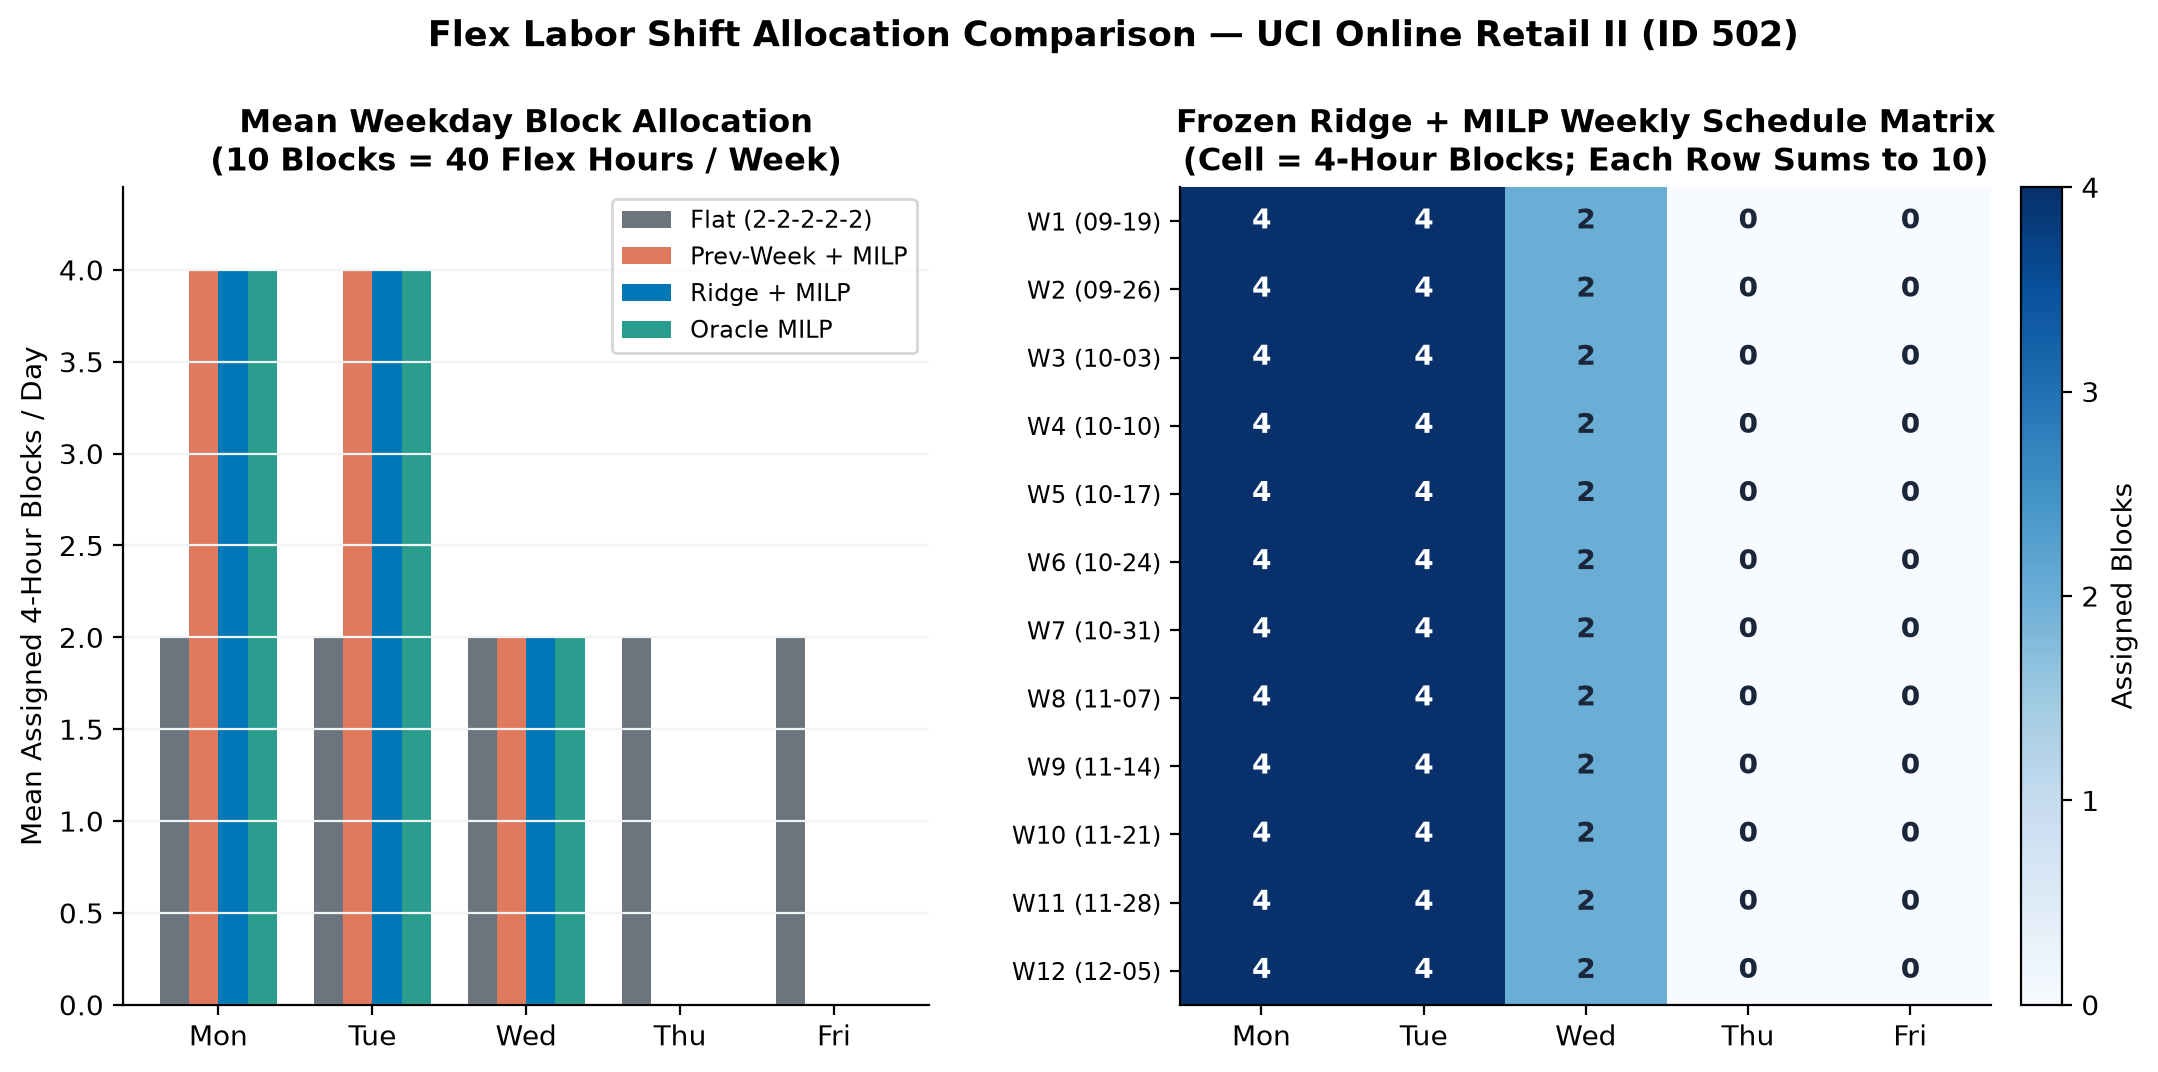 Flex Labor Shift Allocation Comparison — UCI Online Retail II (ID 502)
Mean Weekday Block Allocation
(10 Blocks = 40 Flex Hours / Week)
Mean Assigned 4-Hour Blocks / Day
4.0
3.5
3.0
2.5
2.0
1.5
1.0
0.5
0.0
Flat (2-2-2-2-2)
Prev-Week + MILP
Ridge + MILP
Oracle MILP
Mon Tue Wed Thu Fri
Frozen Ridge + MILP Weekly Schedule Matrix
(Cell = 4-Hour Blocks; Each Row Sums to 10)
W1 (09-19) 4 4 2 0 0
W2 (09-26) 4 4 2 0 0
W3 (10-03) 4 4 2 0 0
W4 (10-10) 4 4 2 0 0
W5 (10-17) 4 4 2 0 0
W6 (10-24) 4 4 2 0 0
W7 (10-31) 4 4 2 0 0
W8 (11-07) 4 4 2 0 0
W9 (11-14) 4 4 2 0 0
W10 (11-21) 4 4 2 0 0
W11 (11-28) 4 4 2 0 0
W12 (12-05) 4 4 2 0 0
Mon Tue Wed Thu Fri
4
3
2
1
0
Assigned Blocks